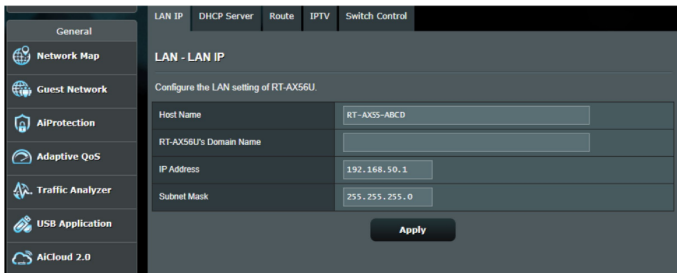 General
Network Map
Guest Network
AiProtection
Adaptive QoS
Traffic Analyzer
USB Application
AiCloud 2.0
LAN IP DHCP Server Route IPTV Switch Control
LAN - LAN IP
Configure the LAN setting of RT-AX56U.
Host Name RT-AX55-ABCD
RT-AX56U's Domain Name
IP Address 192.168.50.1
Subnet Mask 255.255.255.0
Apply